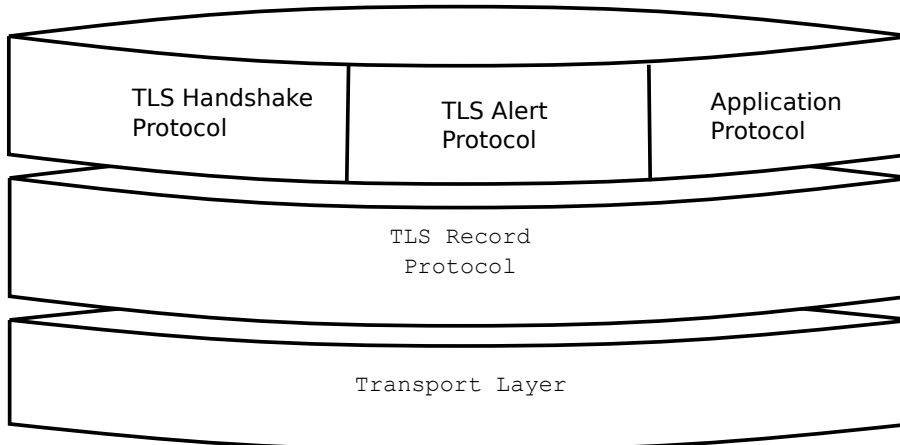 TLS Handshake
Protocol
TLS Alert
Protocol
Application
Protocol
TLS Record
Protocol
Transport Layer